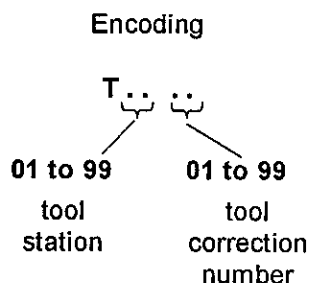 Encoding
T.. ..
01 to 99 01 to 99
tool tool
station correction
number